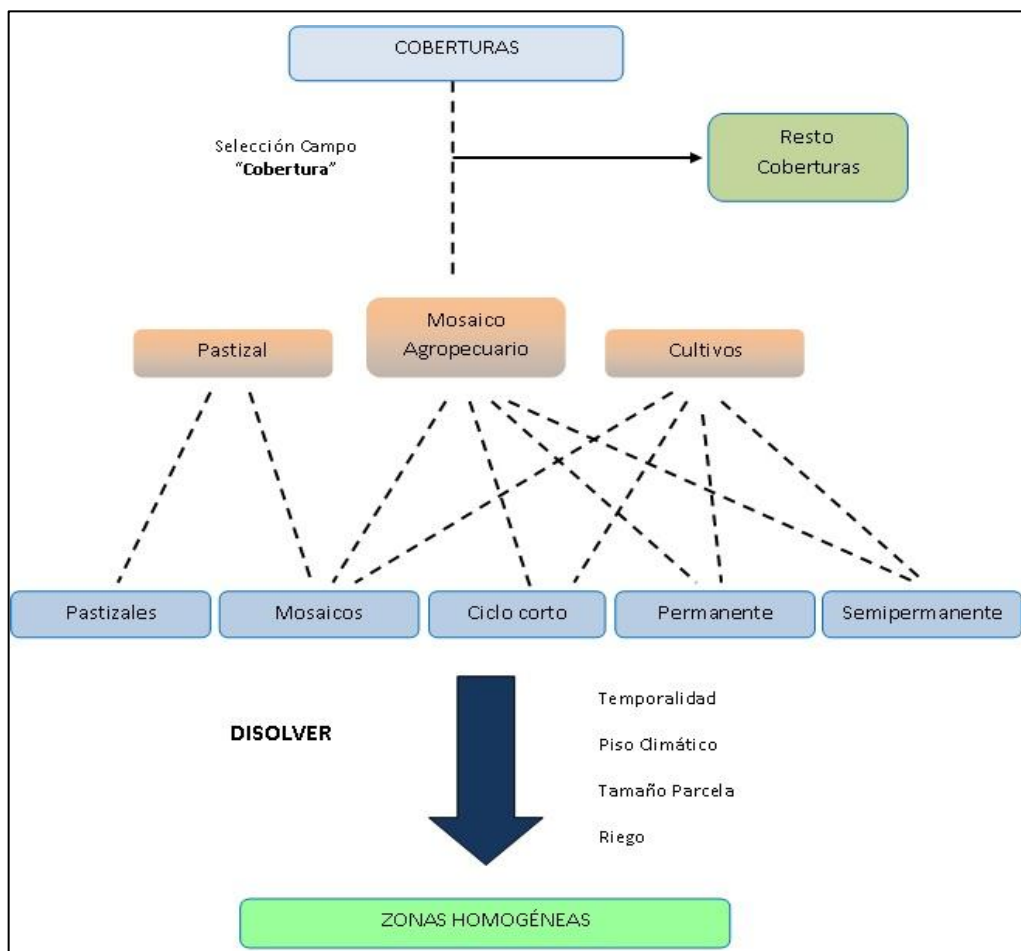 COBERTURAS
Selección Campo
“Cobertura”
Resto
Coberturas
Pastizal
Mosaico
Agropecuario
Cultivos
Pastizales
Mosaicos
Ciclo corto
Permanente
Semipermanente
DISOLVER
Temporalidad
Piso Climático
Tamaño Parcela
Riego
ZONAS HOMOGÉNEAS